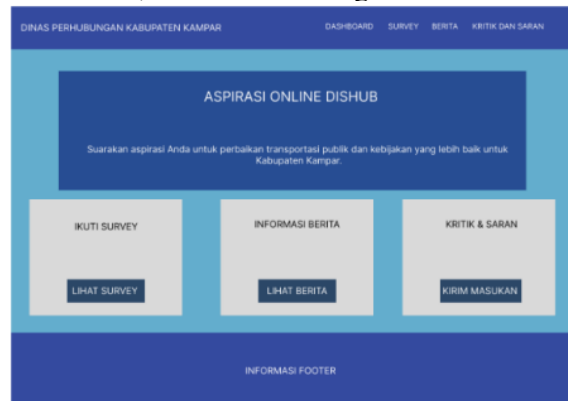 DINAS PERHUBUNGAN KABUPATEN KAMPAR
DASHBOARD SURVEY BERITA KRITIK DAN SARAN
ASPIRASI ONLINE DISHUB
Suarakan aspirasi Anda untuk perbaikan transportasi publik dan kebijakan yang lebih baik untuk
Kabupaten Kampar.
IKUTI SURVEY
LIHAT SURVEY
INFORMASI BERITA
LIHAT BERITA
KRITIK & SARAN
KIRIM MASUKAN
INFORMASI FOOTER